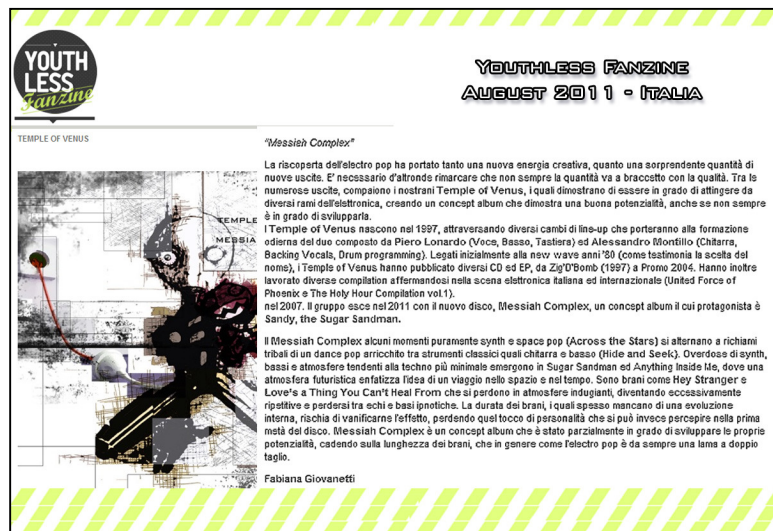 YOUTH
LESS
Fanzine
YOUTHLESS FANZINE
AUGUST 2011 - ITALIA
TEMPLE OF VENUS
"Messiah Complex"
La riscoperta dell'electro pop ha portato tanto una nuova energia creativa, quanto una sorprendente quantità di
nuove uscite. E' necessario d'altronde rimarcare che non sempre la quantità va a braccetto con la qualità. Tra le
numerose uscite, compaiono i nostrani Temple of Venus, i quali dimostrano di essere in grado di attingere da
diversi rami dell'elettronica, creando un concept album che dimostra una buona potenzialità, anche se non sempre
è in grado di svilupparla.
I Temple of Venus nascono nel 1997, attraversando diversi cambi di line-up che porteranno alla formazione
odierna del duo composto da Piero Lonardo (Voce, Basso, Tastiera) ed Alessandro Montillo (Chitarra,
Backing Vocals, Drum programming). Legati inizialmente alla new wave anni '80 (come testimonia la scelta del
nome), i Temple of Venus hanno pubblicato diversi CD ed EP, da Zig'D'Bomb (1997) a Promo 2004. Hanno inoltre
lavorato diverse compilation affermandosi nella scena elettronica italiana ed internazionale (United Force of
Phoenix e The Holy Hour Compilation vol.1).
nel 2007. Il gruppo esce nel 2011 con il nuovo disco, Messiah Complex, un concept album il cui protagonista è
Sandy, the Sugar Sandman.
Il Messiah Complex alcuni momenti puramente synth e space pop (Across the Stars) si alternano a richiami
tribali di un dance pop arricchito tra strumenti classici quali chitarra e basso (Hide and Seek). Overdose di synth,
bassi e atmosfere tendenti alla techno più minimale emergono in Sugar Sandman ed Anything Inside Me, dove una
atmosfera futuristica enfatizza l'idea di un viaggio nello spazio e nel tempo. Sono brani come Hey Stranger e
Love's a Thing You Can't Heal From che si perdono in atmosfere indugianti, diventando eccessivamente
ripetitive e perdersi tra echi e basi ipnotiche. La durata dei brani, i quali spesso mancano di una evoluzione
interna, rischia di vanificarne l'effetto, perdendo quel tocco di personalità che si può invece percepire nella prima
metà del disco. Messiah Complex è un concept album che è stato parzialmente in grado di sviluppare le proprie
potenzialità, cadendo sulla lunghezza dei brani, che in genere come l'electro pop è da sempre una lama a doppio
taglio.
Fabiana Giovanetti
TEMPLE
MESSIA